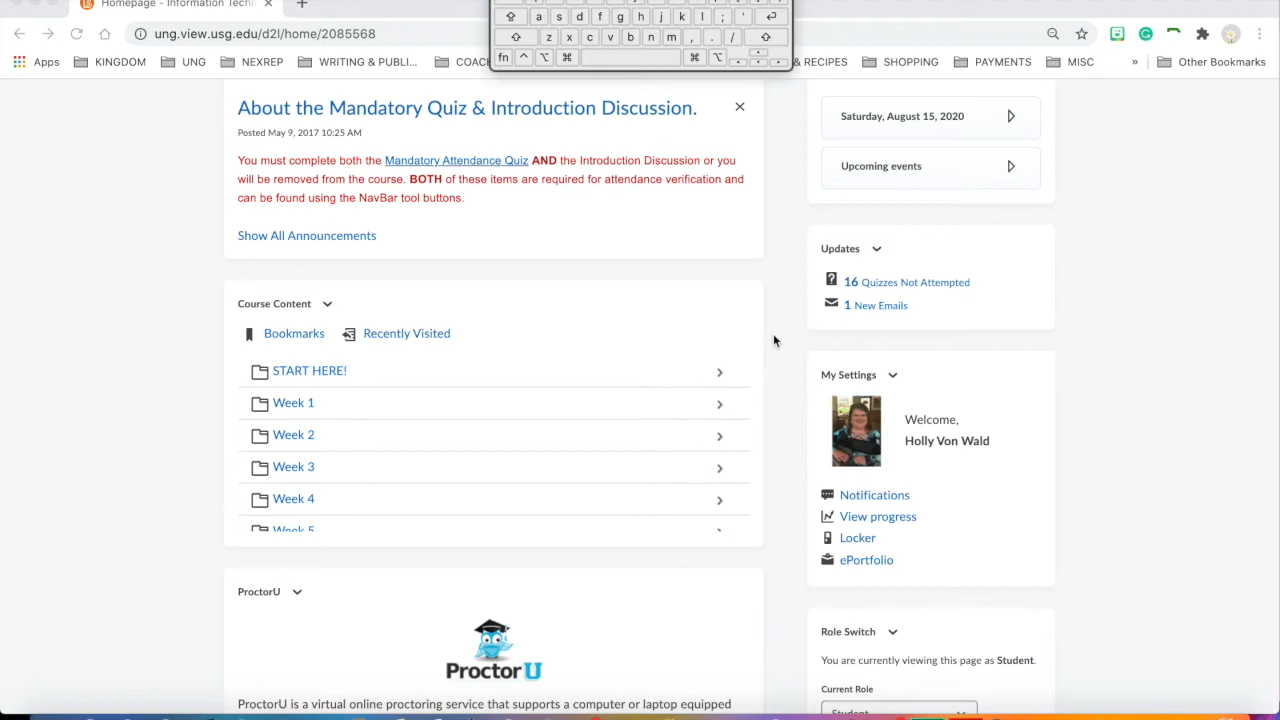 Homepage - Information Techn
ung.view.usg.edu/d2l/home/2085568
a s d f g h j k l ; '
z x c v b n m , . /
fn ^ ⌥ ⌘ ⌘ ⌥
Apps KINGDOM UNG NEXREP WRITING & PUBLI... COAC & RECIPES SHOPPING PAYMENTS MISC » Other Bookmarks
About the Mandatory Quiz & Introduction Discussion.
Posted May 9, 2017 10:25 AM
You must complete both the Mandatory Attendance Quiz AND the Introduction Discussion or you
will be removed from the course. BOTH of these items are required for attendance verification and
can be found using the NavBar tool buttons.
Show All Announcements
Course Content
Bookmarks Recently Visited
START HERE!
Week 1
Week 2
Week 3
Week 4
Week 5
ProctorU
ProctorU
ProctorU is a virtual online proctoring service that supports a computer or laptop equipped
Saturday, August 15, 2020
Upcoming events
Updates
16 Quizzes Not Attempted
1 New Emails
My Settings
Welcome,
Holly Von Wald
Notifications
View progress
Locker
ePortfolio
Role Switch
You are currently viewing this page as Student.
Current Role
Student